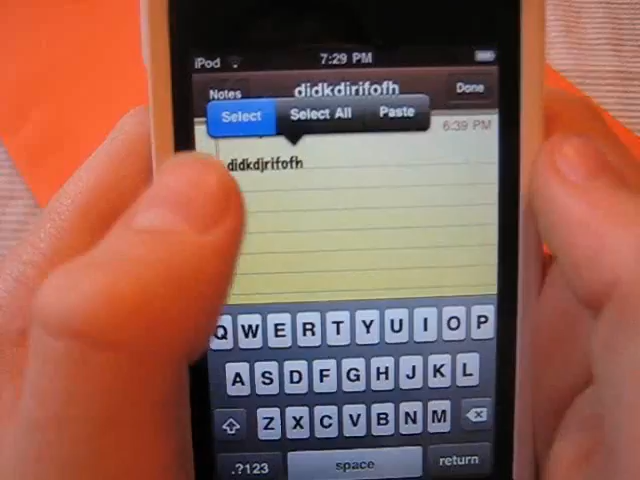 iPod 7:29 PM
Notes didkdjrifofh Done
Select Select All Paste
6:39 PM
didkdjrifofh
Q W E R T Y U I O P
A S D F G H J K L
Z X C V B N M
.?123 space return